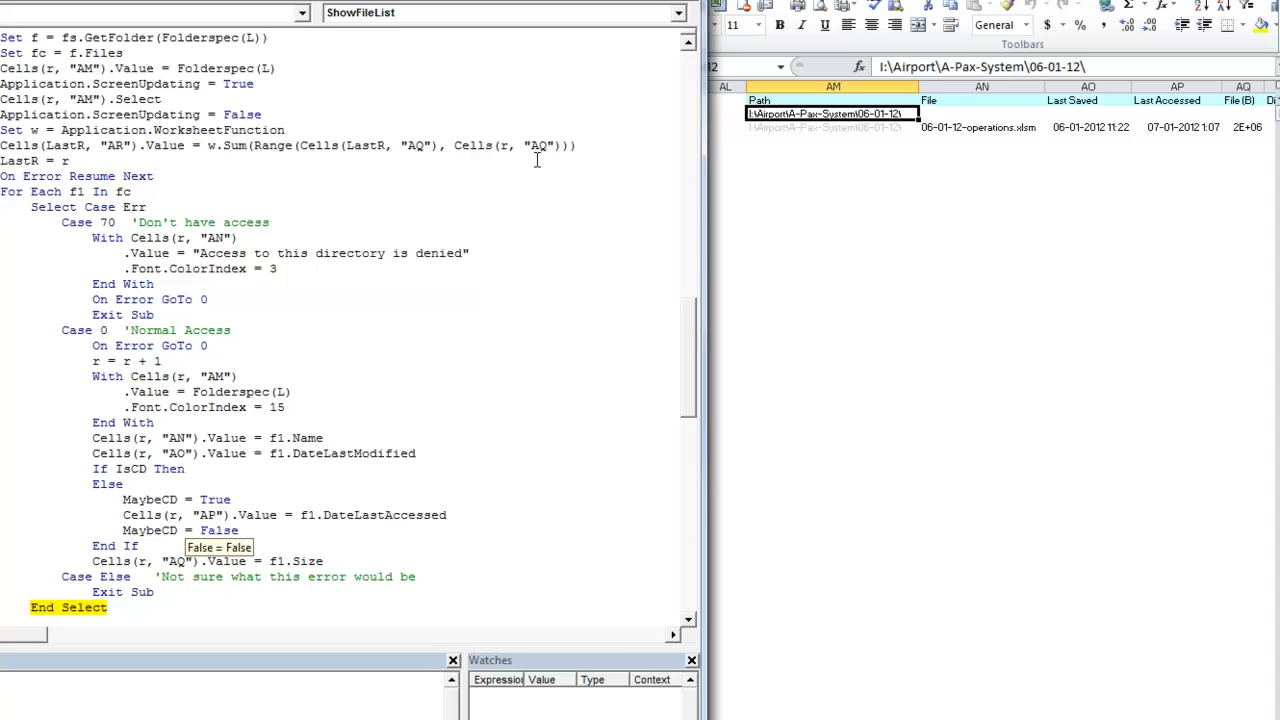 ShowFileList
Set f = fs.GetFolder(Folderspec(L))
Set fc = f.Files
Cells(r, "AM").Value = Folderspec(L)
Application.ScreenUpdating = True
Cells(r, "AM").Select
Application.ScreenUpdating = False
Set w = Application.WorksheetFunction
Cells(LastR, "AR").Value = w.Sum(Range(Cells(LastR, "AQ"), Cells(r, "AQ")))
LastR = r
On Error Resume Next
For Each f1 In fc
Select Case Err
Case 70 'Don't have access
With Cells(r, "AN")
.Value = "Access to this directory is denied"
.Font.ColorIndex = 3
End With
On Error GoTo 0
Exit Sub
Case 0 'Normal Access
On Error GoTo 0
r = r + 1
With Cells(r, "AM")
.Value = Folderspec(L)
.Font.ColorIndex = 15
End With
Cells(r, "AN").Value = f1.Name
Cells(r, "AO").Value = f1.DateLastModified
If IsCD Then
Else
MaybeCD = True
Cells(r, "AP").Value = f1.DateLastAccessed
MaybeCD = False
End If
False = False
Cells(r, "AQ").Value = f1.Size
Case Else 'Not sure what this error would be
Exit Sub
End Select
Watches
Expression Value Type Context
11 B I U General $ %
Toolbars
12 fx I:\Airport\A-Pax-System\06-01-12\
AL AM AN AO AP AQ
Path File Last Saved Last Accessed File (B) Di
I:\Airport\A-Pax-System\06-01-12\
I:\Airport\A-Pax-System\06-01-12\ 06-01-12-operations.xlsm 06-01-2012 11:22 07-01-2012 1:07 2E+06